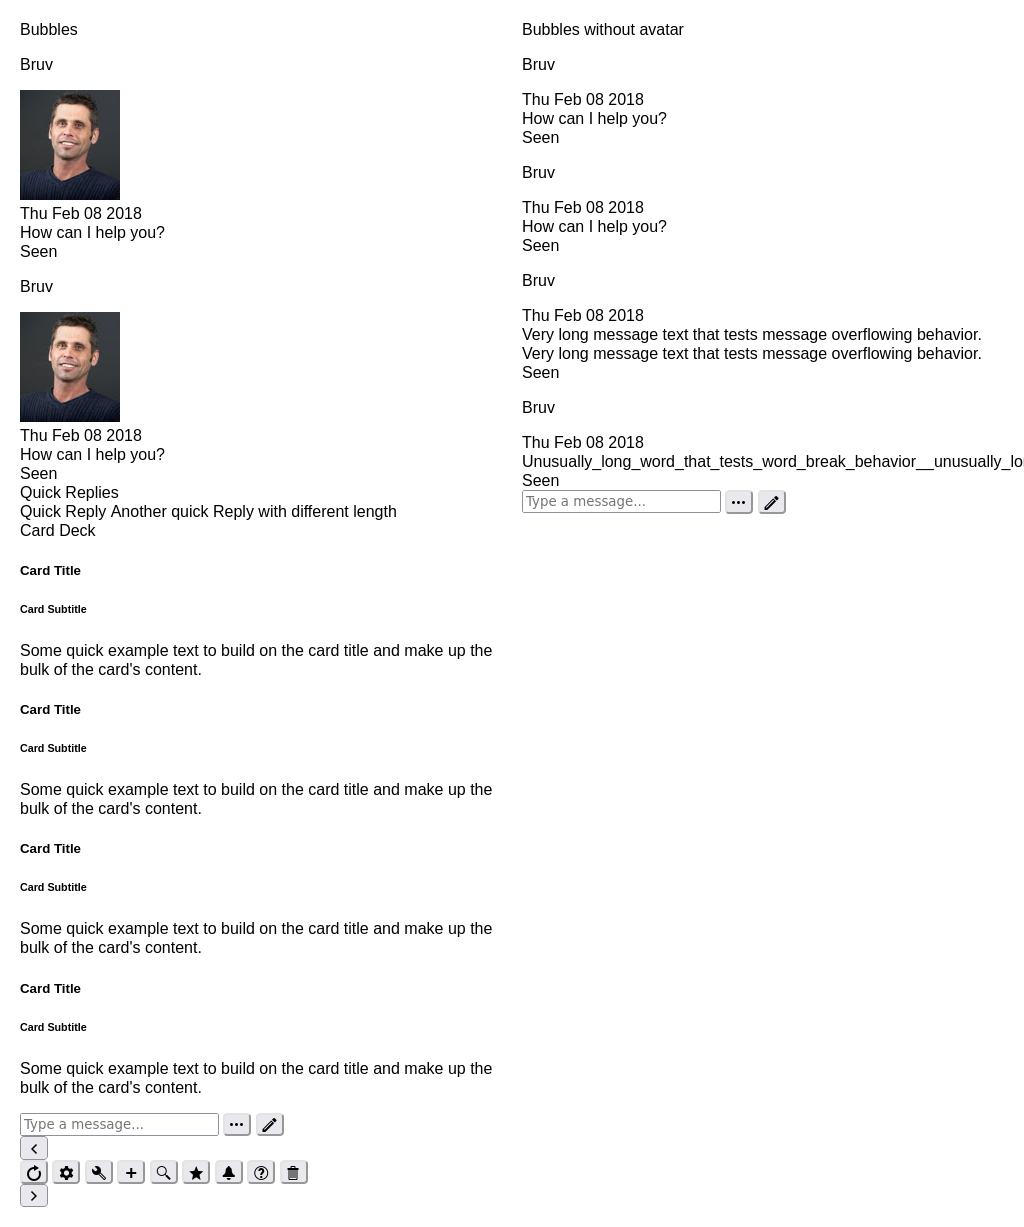 Bubbles
Bruv
Thu Feb 08 2018
How can I help you?
Seen
Bruv
Thu Feb 08 2018
How can I help you?
Seen
Quick Replies
Quick Reply Another quick Reply with different length
Card Deck
Card Title
Card Subtitle
Some quick example text to build on the card title and make up the
bulk of the card's content.
Card Title
Card Subtitle
Some quick example text to build on the card title and make up the
bulk of the card's content.
Card Title
Card Subtitle
Some quick example text to build on the card title and make up the
bulk of the card's content.
Card Title
Card Subtitle
Some quick example text to build on the card title and make up the
bulk of the card's content.
Type a message...
Bubbles without avatar
Bruv
Thu Feb 08 2018
How can I help you?
Seen
Bruv
Thu Feb 08 2018
How can I help you?
Seen
Bruv
Thu Feb 08 2018
Very long message text that tests message overflowing behavior.
Very long message text that tests message overflowing behavior.
Seen
Bruv
Thu Feb 08 2018
Unusually_long_word_that_tests_word_break_behavior__unusually_lo
Seen
Type a message...